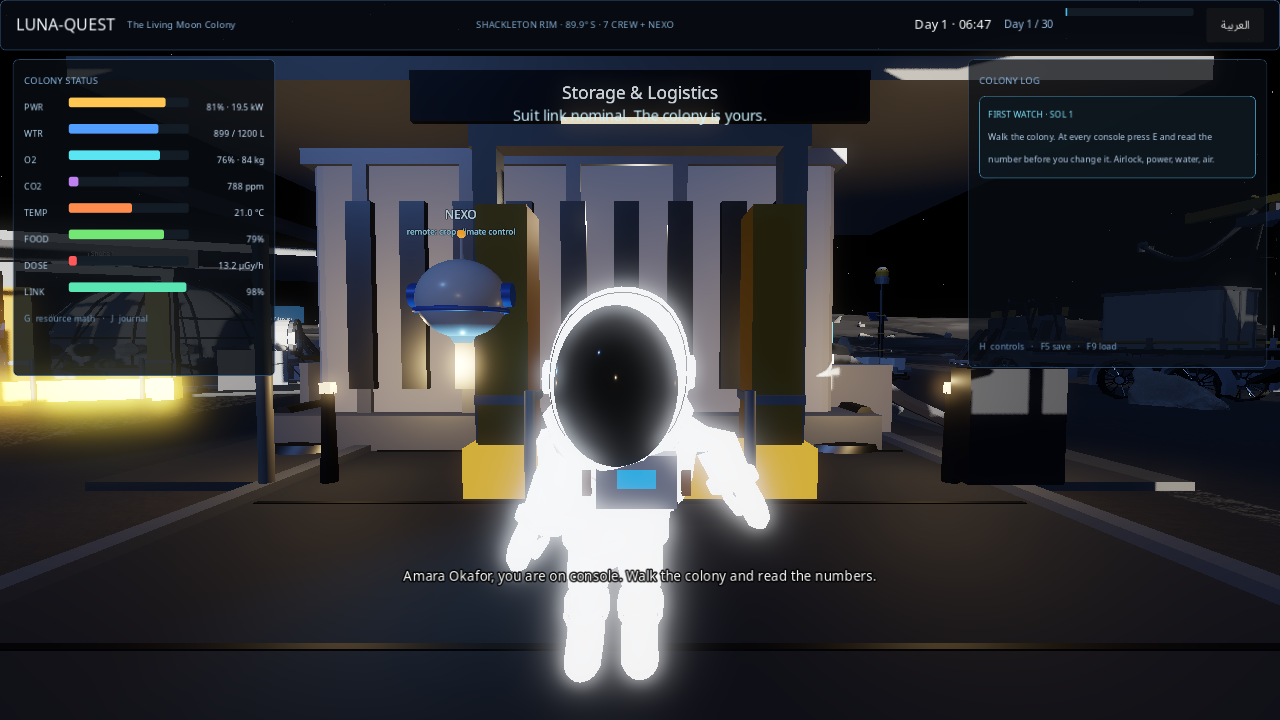 LUNA-QUEST The Living Moon Colony
SHACKLETON RIM · 89.9° S · 7 CREW + NEXO
Day 1 · 06:47 Day 1 / 30
العربية
COLONY STATUS
PWR 81% · 19.5 kW
WTR 899 / 1200 L
O2 76% · 84 kg
CO2 788 ppm
TEMP 21.0 °C
FOOD 79%
DOSE 13.2 µGy/h
LINK 98%
G resource math · J journal
Storage & Logistics
Suit link nominal. The colony is yours.
NEXO
remote: crop climate control
COLONY LOG
FIRST WATCH · SOL 1
Walk the colony. At every console press E and read the
number before you change it. Airlock, power, water, air.
H controls · F5 save · F9 load
Amara Okafor, you are on console. Walk the colony and read the numbers.